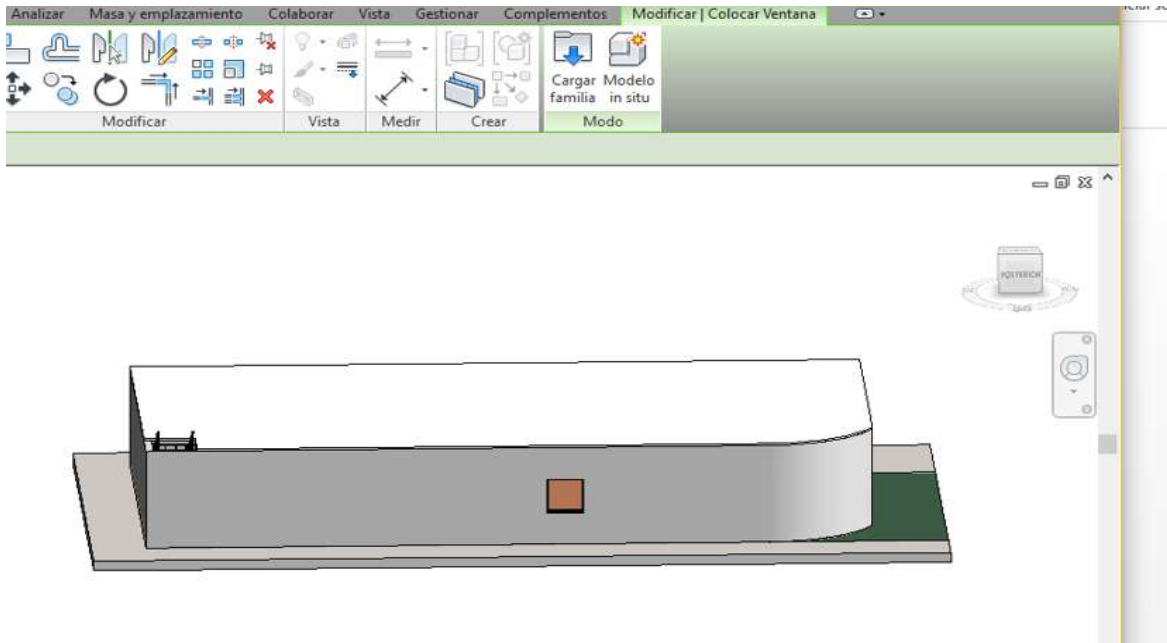 Analizar Masa y emplazamiento Colaborar Vista Gestionar Complementos Modificar | Colocar Ventana
Cargar familia
Modelo in situ
Modificar Vista Medir Crear Modo
POSTERIOR